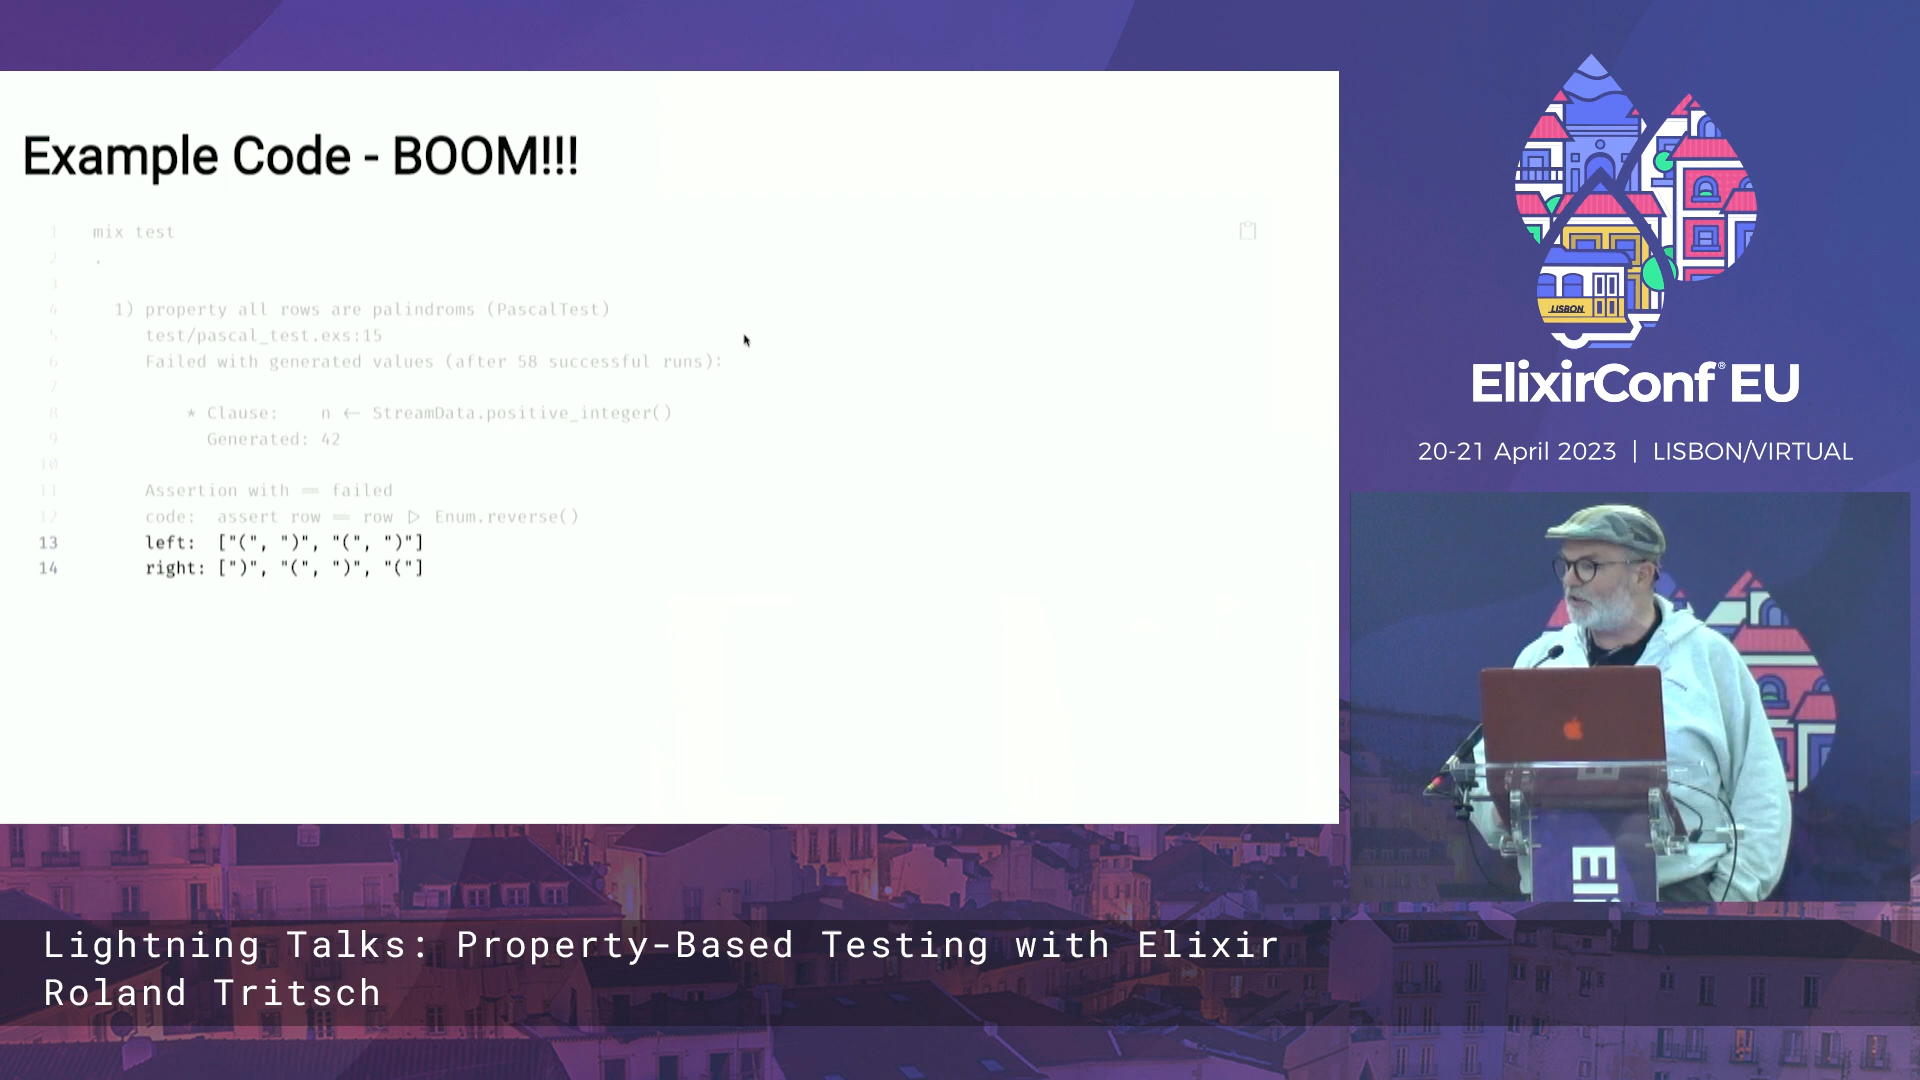 Example Code - BOOM!!!
1 mix test
2 .
3
4 1) property all rows are palindroms (PascalTest)
5 test/pascal_test.exs:15
6 Failed with generated values (after 58 successful runs):
7
8 * Clause: n <- StreamData.positive_integer()
9 Generated: 42
10
11 Assertion with == failed
12 code: assert row == row |> Enum.reverse()
13 left: ["(", ")", "(", ")"]
14 right: [")", "(", ")", "("]
LISBON
ElixirConf® EU
20-21 April 2023 | LISBON/VIRTUAL
Eli
Lightning Talks: Property-Based Testing with Elixir
Roland Tritsch